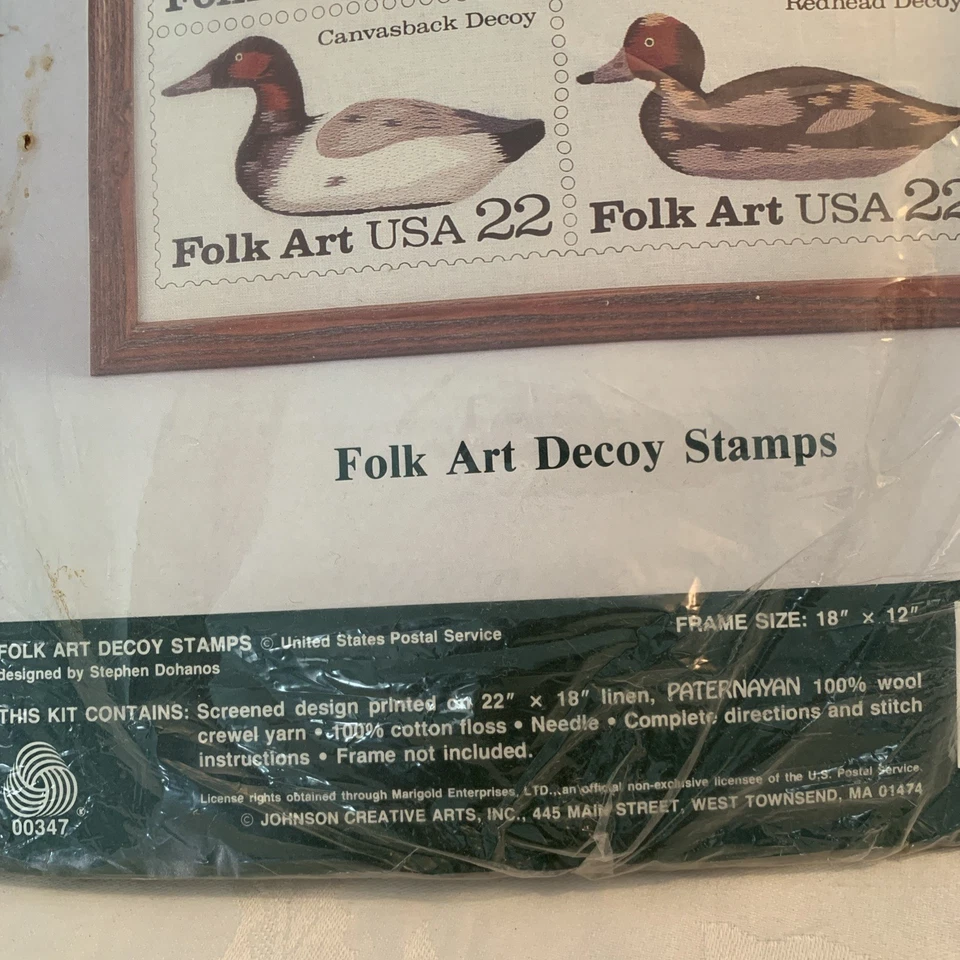 Canvasback Decoy
Redhead Decoy
Folk Art USA 22
Folk Art USA 22
Folk Art Decoy Stamps
FOLK ART DECOY STAMPS © United States Postal Service
designed by Stephen Dohanos
FRAME SIZE: 18" × 12"
THIS KIT CONTAINS: Screened design printed on 22" × 18" linen, PATERNAYAN 100% wool
crewel yarn • 100% cotton floss • Needle • Complete directions and stitch
instructions • Frame not included.
License rights obtained through Marigold Enterprises, LTD., an official non-exclusive licensee of the U.S. Postal Service.
© JOHNSON CREATIVE ARTS, INC., 445 MAIN STREET, WEST TOWNSEND, MA 01474
®
00347